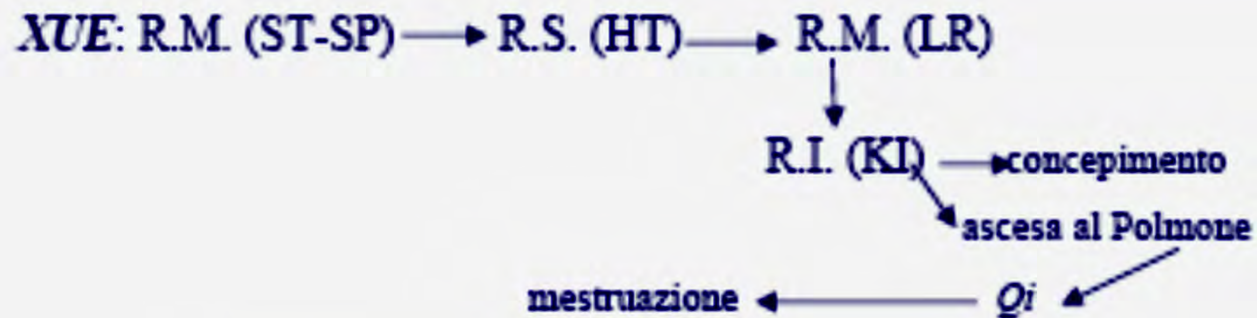 XUE: R.M. (ST-SP) R.S. (HT) R.M. (LR)
R.I. (KI) concepimento
ascesa al Polmone
mestruazione Qi